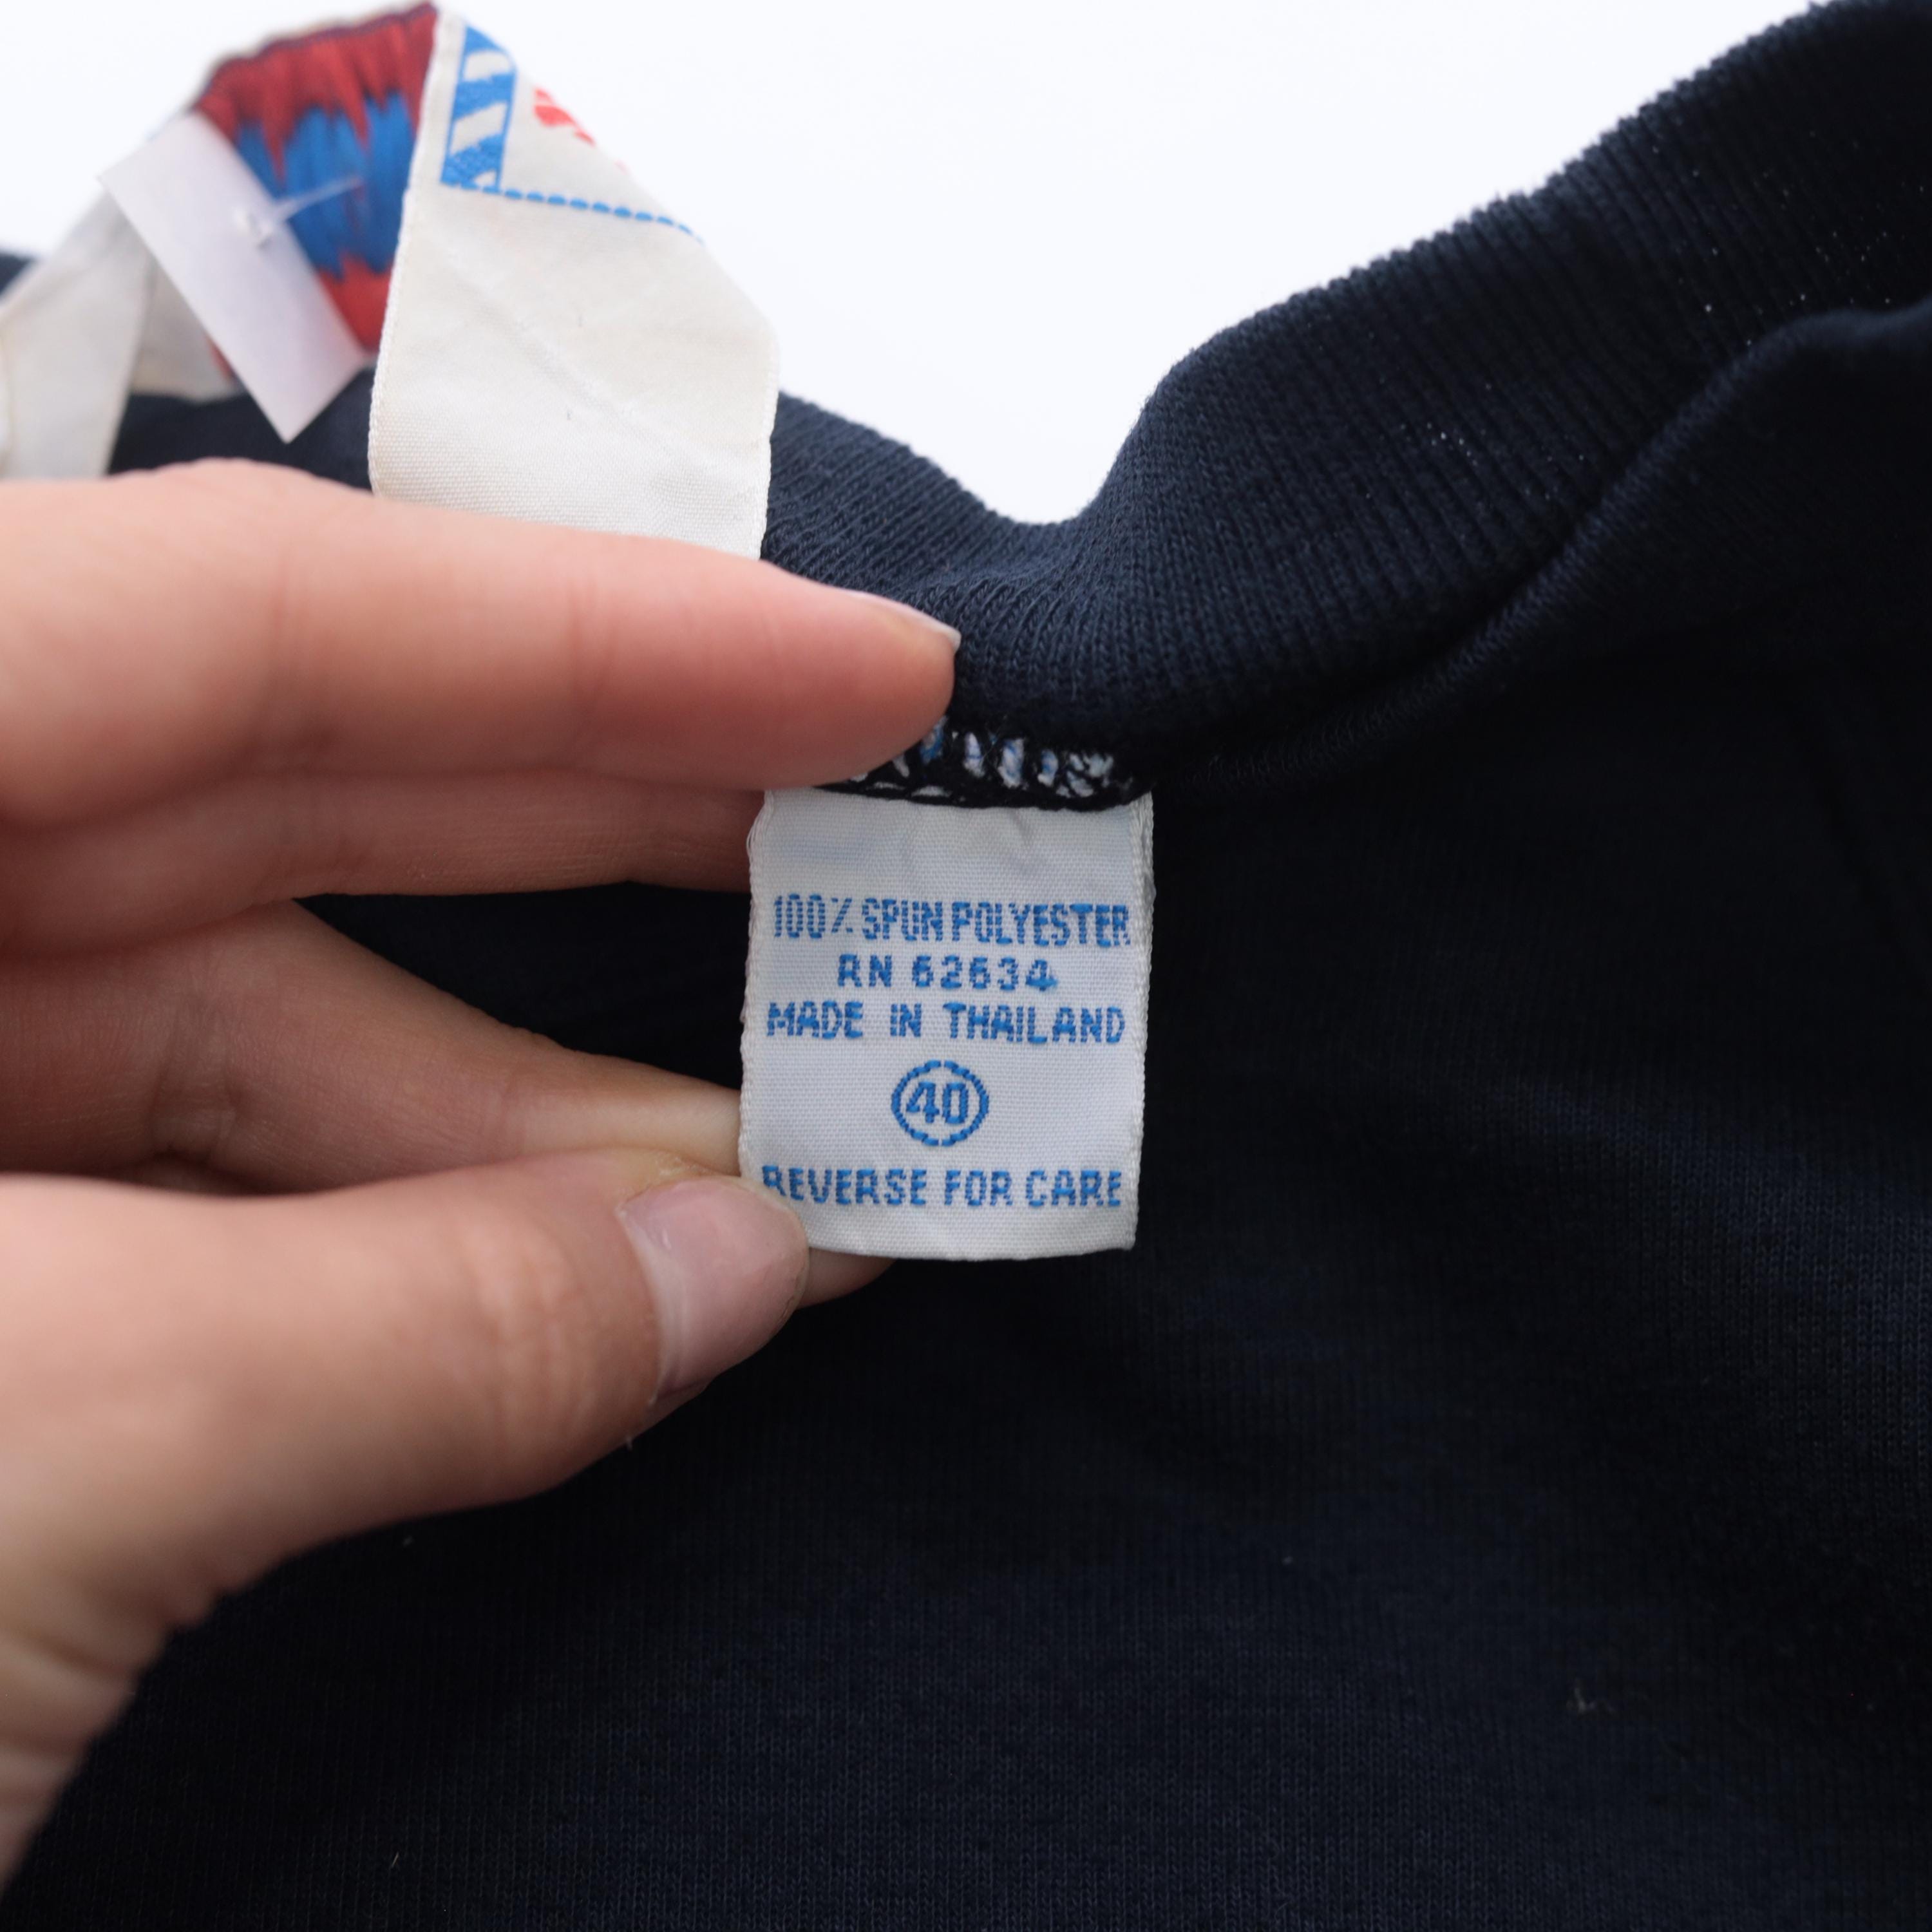 100% SPUN POLYESTER
RN 62634
MADE IN THAILAND
40
REVERSE FOR CARE